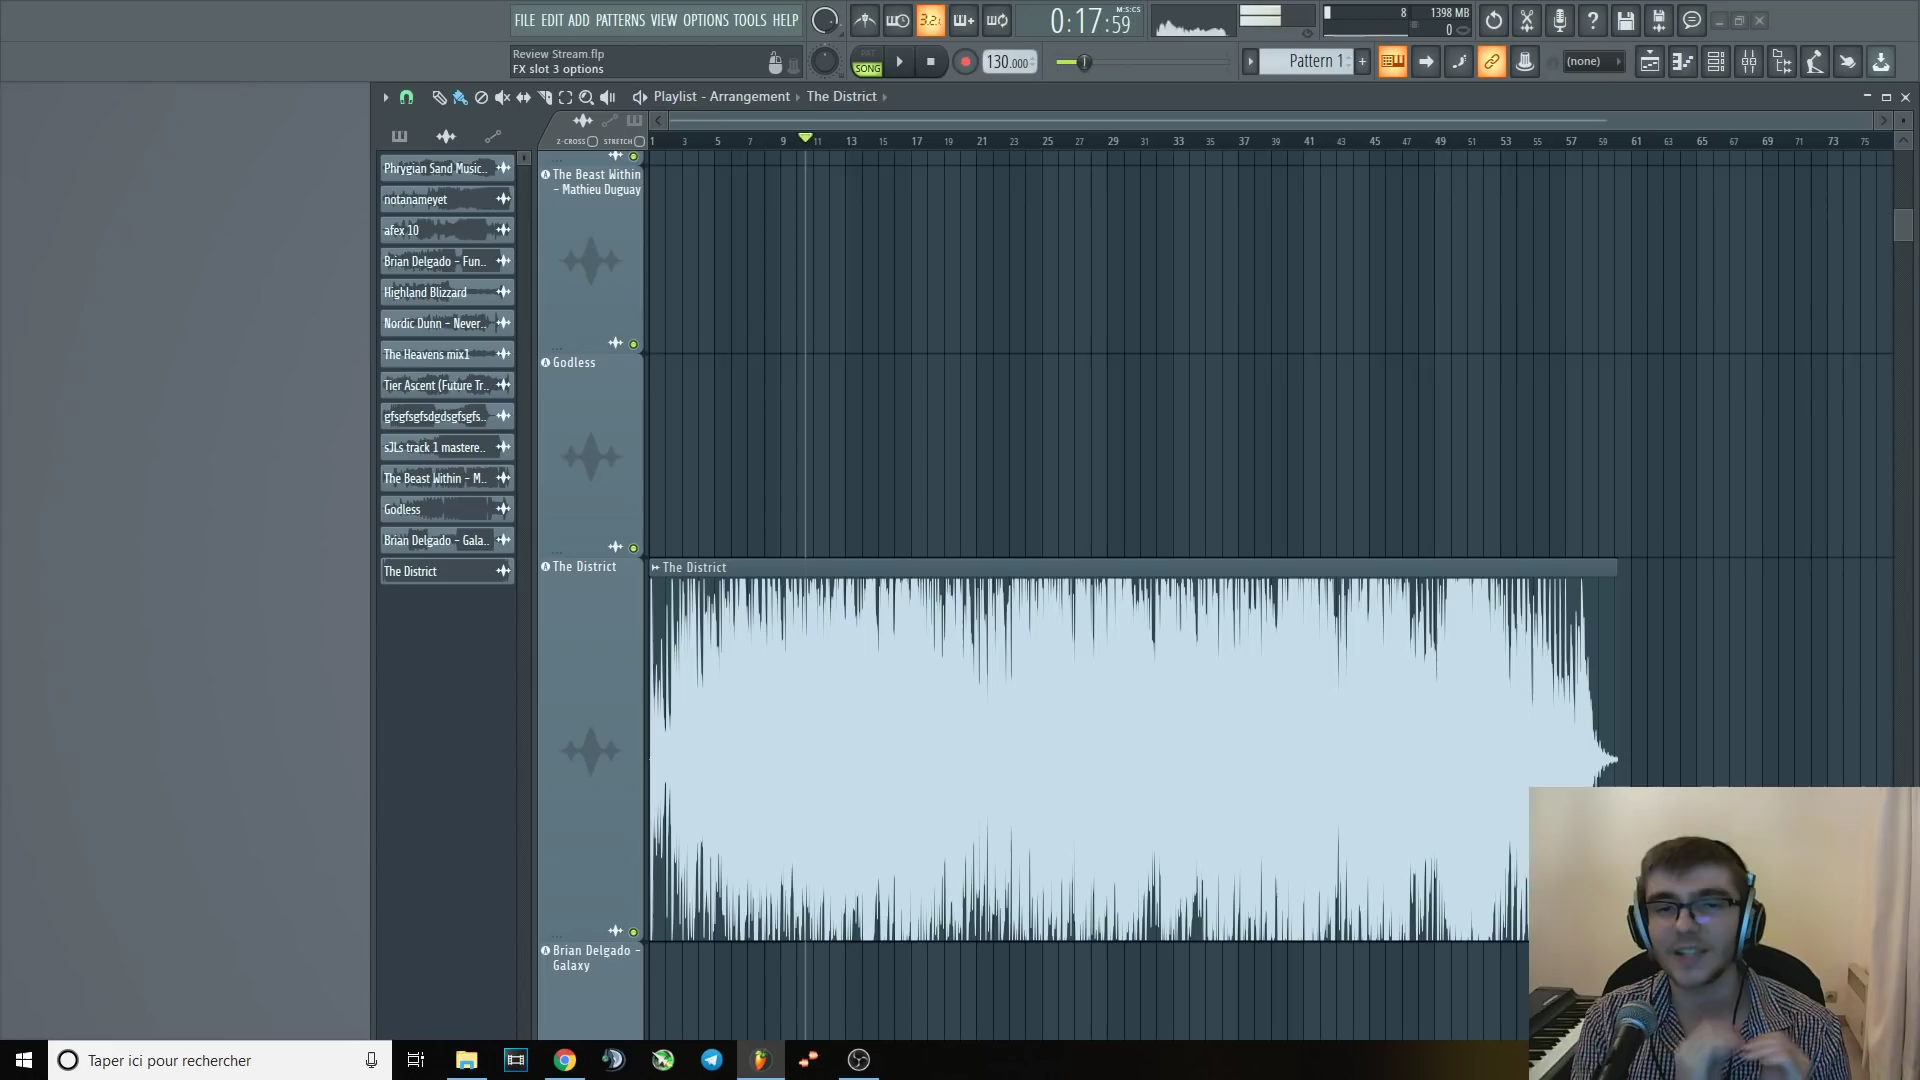 FILE EDIT ADD PATTERNS VIEW OPTIONS TOOLS HELP
3.2.
0:17:59
M:S:CS
8
1398 MB
0
Review Stream.flp
FX slot 3 options
PAT
SONG
130.000
Pattern 1
(none)
Playlist - Arrangement › The District
Z-CROSS
STRETCH
1 3 5 7 9 11 13 15 17 19 21 23 25 27 29 31 33 35 37 39 41 43 45 47 49 51 53 55 57 59 61 63 65 67 69 71 73 75
Phrygian Sand Music..
notanameyet
afex 10
Brian Delgado - Fun..
Highland Blizzard
Nordic Dunn - Never..
The Heavens mix1
Tier Ascent (Future Tr..
gfsgfsgfsdgdsgfsgfs..
sJLs track 1 mastere..
The Beast Within - M..
Godless
Brian Delgado - Gala..
The District
The Beast Within
- Mathieu Duguay
Godless
The District
The District
Brian Delgado -
Galaxy
Taper ici pour rechercher